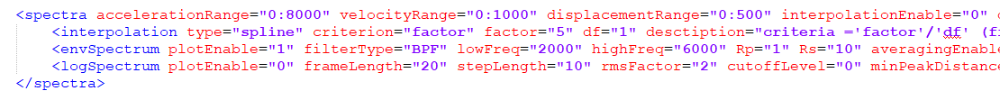 <spectra accelerationRange="0:8000" velocityRange="0:1000" displacementRange="0:500" interpolationEnable="0"
<interpolation type="spline" criterion="factor" factor="5" df="1" desctiption="criteria ='factor'/'df' (fi
<envSpectrum plotEnable="1" filterType="BPF" lowFreq="2000" highFreq="6000" Rp="1" Rs="10" averagingEnable
<logSpectrum plotEnable="0" frameLength="20" stepLength="10" rmsFactor="2" cutoffLevel="0" minPeakDistance
</spectra>